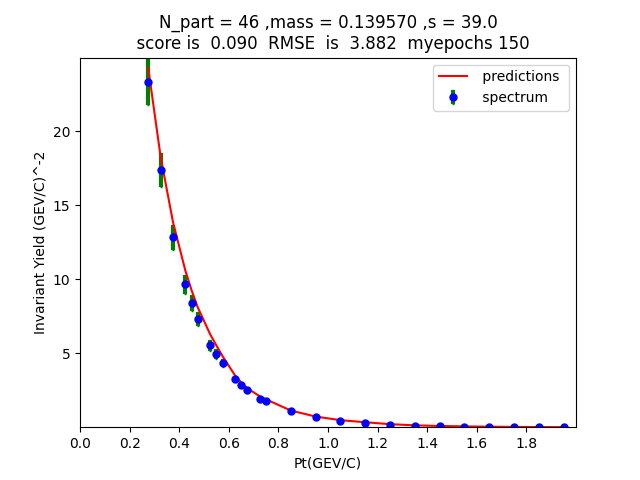 N_part = 46 ,mass = 0.139570 ,s = 39.0
score is 0.090 RMSE is 3.882 myepochs 150
predictions
spectrum
Invariant Yield (GEV/C)^-2
20
15
10
5
0.0 0.2 0.4 0.6 0.8 1.0 1.2 1.4 1.6 1.8
Pt(GEV/C)